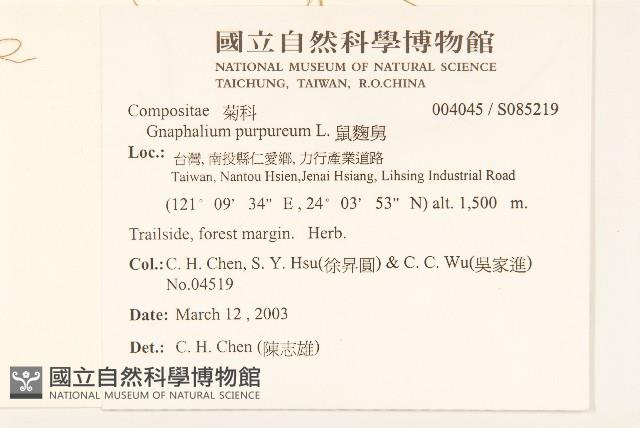 國立自然科學博物館
NATIONAL MUSEUM OF NATURAL SCIENCE
TAICHUNG, TAIWAN, R.O.CHINA
Compositae 菊科 004045 / S085219
Gnaphalium purpureum L. 鼠麴舅
Loc.: 台灣, 南投縣仁愛鄉, 力行產業道路
Taiwan, Nantou Hsien,Jenai Hsiang, Lihsing Industrial Road
(121° 09' 34" E , 24° 03' 53" N) alt. 1,500 m.
Trailside, forest margin. Herb.
Col.: C. H. Chen, S. Y. Hsu(徐昇圓) & C. C. Wu(吳家進)
No.04519
Date: March 12 , 2003
Det.: C. H. Chen (陳志雄)
國立自然科學博物館
NATIONAL MUSEUM OF NATURAL SCIENCE